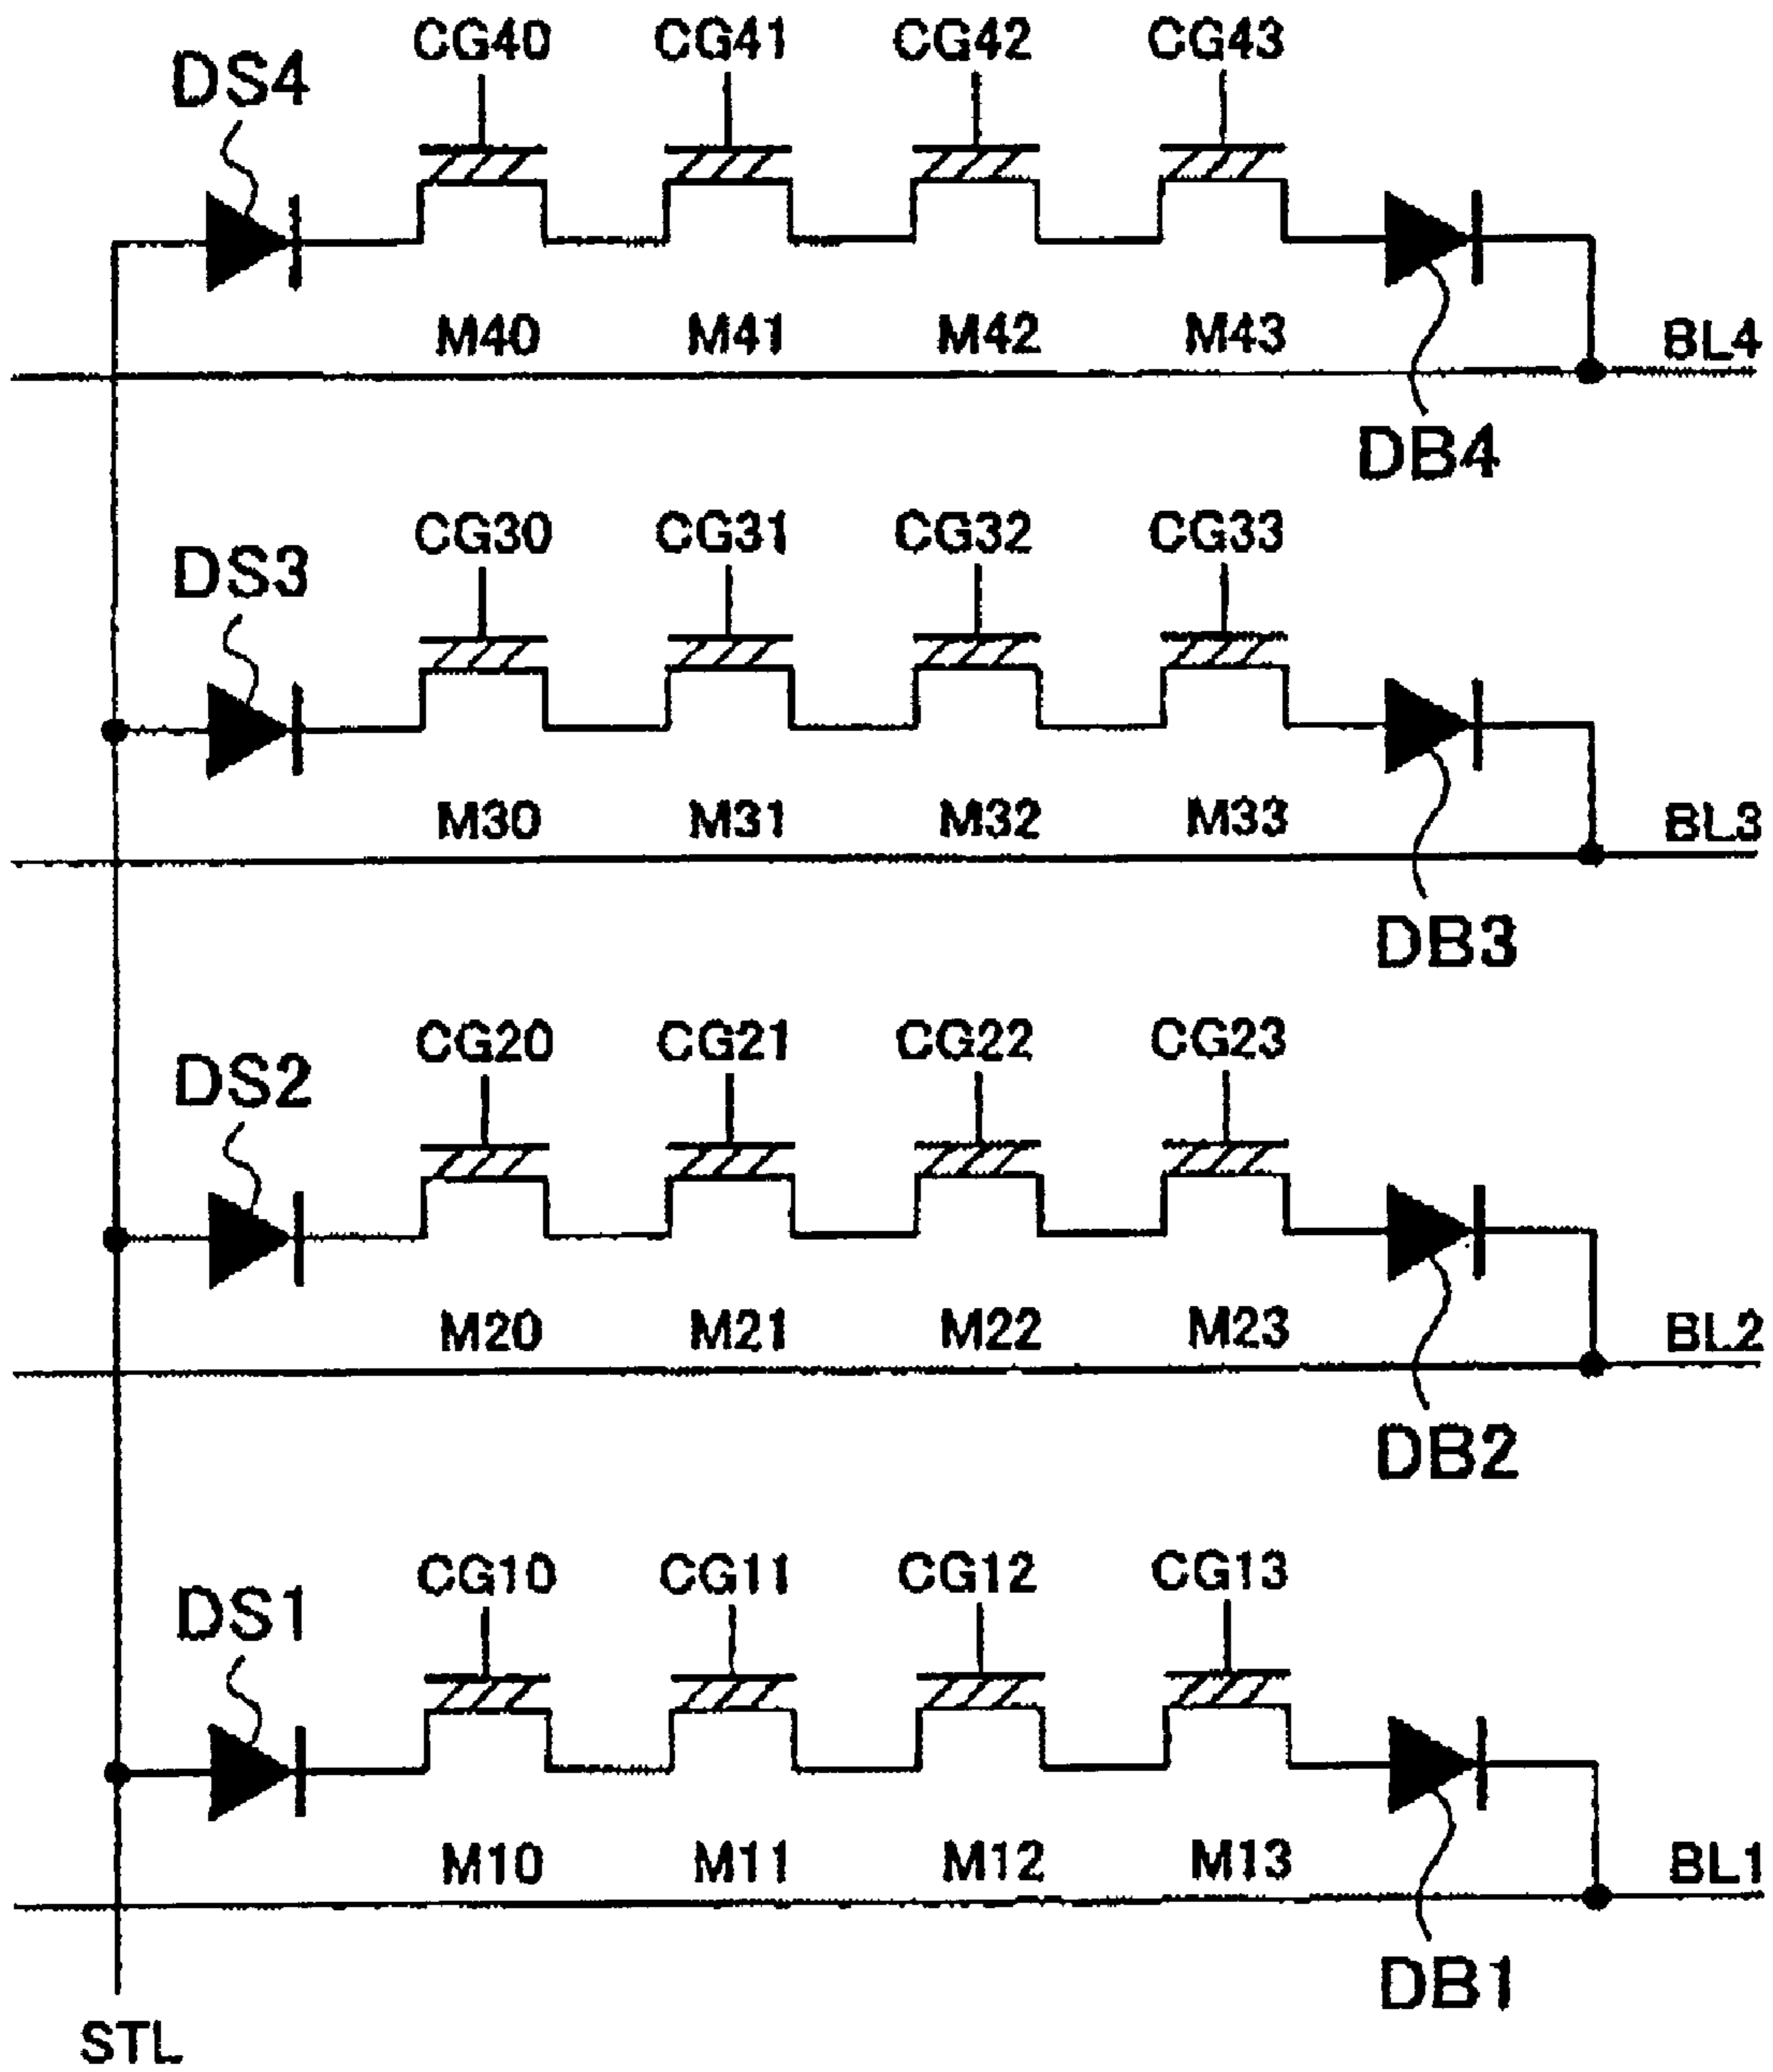 CG40 CG41 CG42 CG43
DS4
M40 M41 M42 M43 BL4
DB4
CG30 CG31 CG32 CG33
DS3
M30 M31 M32 M33 BL3
DB3
CG20 CG21 CG22 CG23
DS2
M20 M21 M22 M23 BL2
DB2
CG10 CG11 CG12 CG13
DS1
M10 M11 M12 M13 BL1
DB1
STL